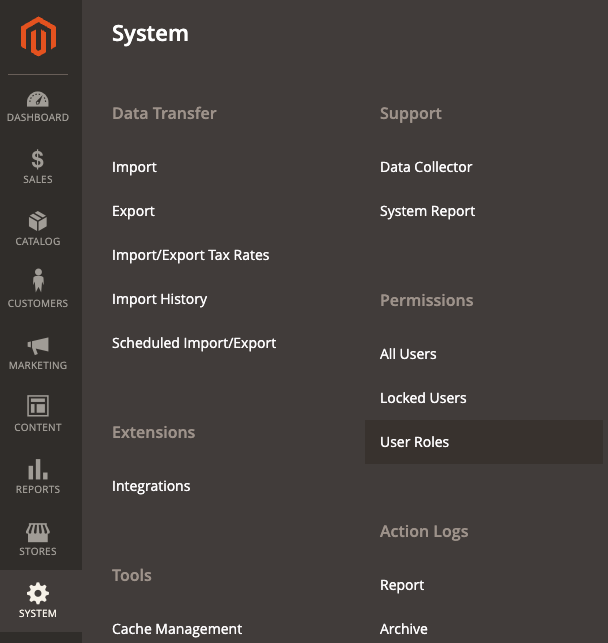 DASHBOARD
SALES
CATALOG
CUSTOMERS
MARKETING
CONTENT
REPORTS
STORES
SYSTEM
System
Data Transfer
Import
Export
Import/Export Tax Rates
Import History
Scheduled Import/Export
Extensions
Integrations
Tools
Cache Management
Support
Data Collector
System Report
Permissions
All Users
Locked Users
User Roles
Action Logs
Report
Archive